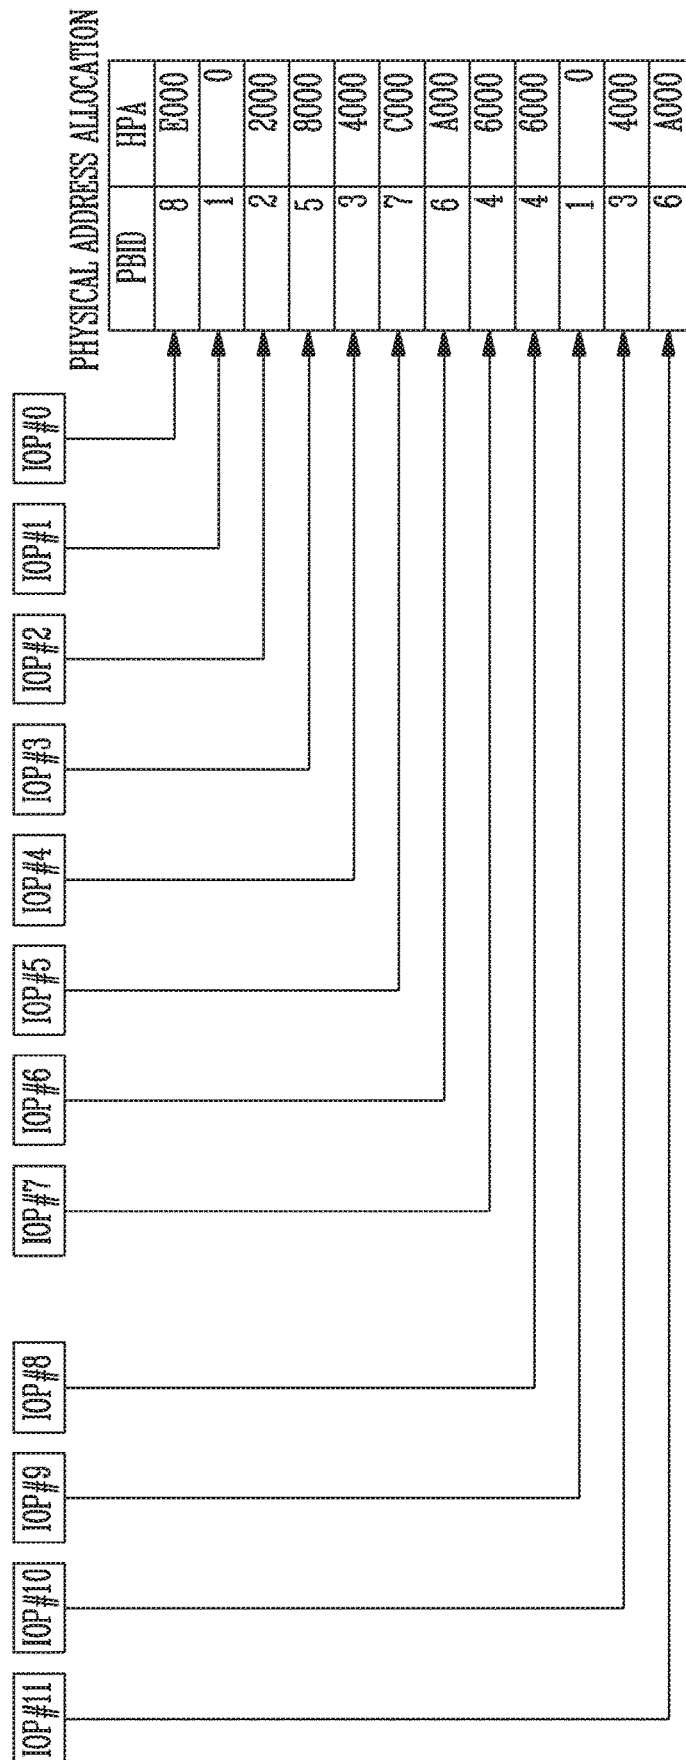 PHYSICAL ADDRESS ALLOCATION
PBID HPA
8 E000
1 0
2 2000
5 8000
3 4000
7 C000
6 A000
4 6000
4 6000
1 0
3 4000
6 A000
IOP#0
IOP#1
IOP#2
IOP#3
IOP#4
IOP#5
IOP#6
IOP#7
IOP#8
IOP#9
IOP#10
IOP#11